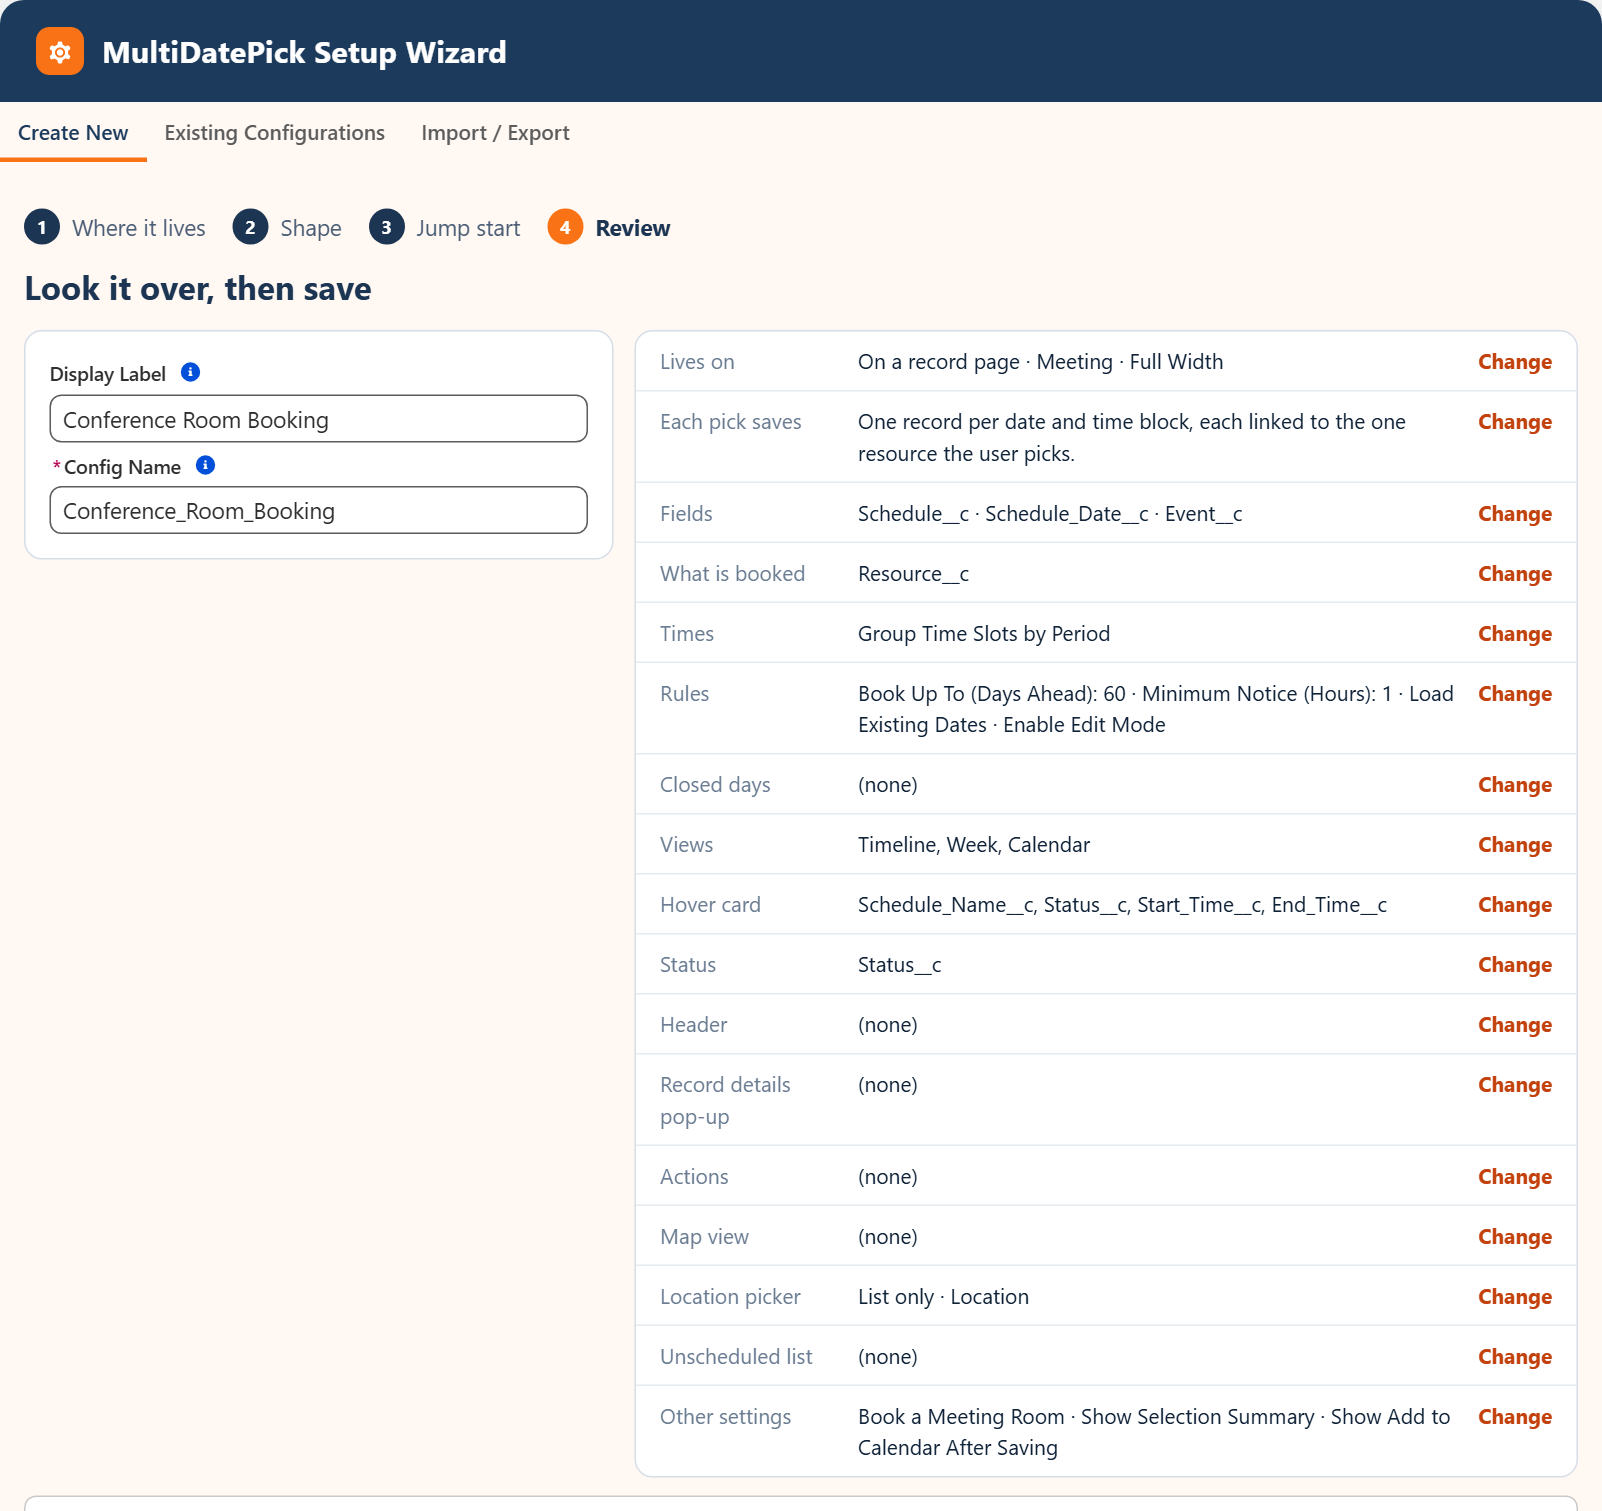 MultiDatePick Setup Wizard
Create New
Existing Configurations
Import / Export
1 Where it lives
2 Shape
3 Jump start
4 Review
Look it over, then save
Display Label
Conference Room Booking
* Config Name
Conference_Room_Booking
Lives on
On a record page · Meeting · Full Width
Change
Each pick saves
One record per date and time block, each linked to the one
resource the user picks.
Change
Fields
Schedule__c · Schedule_Date__c · Event__c
Change
What is booked
Resource__c
Change
Times
Group Time Slots by Period
Change
Rules
Book Up To (Days Ahead): 60 · Minimum Notice (Hours): 1 · Load
Existing Dates · Enable Edit Mode
Change
Closed days
(none)
Change
Views
Timeline, Week, Calendar
Change
Hover card
Schedule_Name__c, Status__c, Start_Time__c, End_Time__c
Change
Status
Status__c
Change
Header
(none)
Change
Record details
pop-up
(none)
Change
Actions
(none)
Change
Map view
(none)
Change
Location picker
List only · Location
Change
Unscheduled list
(none)
Change
Other settings
Book a Meeting Room · Show Selection Summary · Show Add to
Calendar After Saving
Change